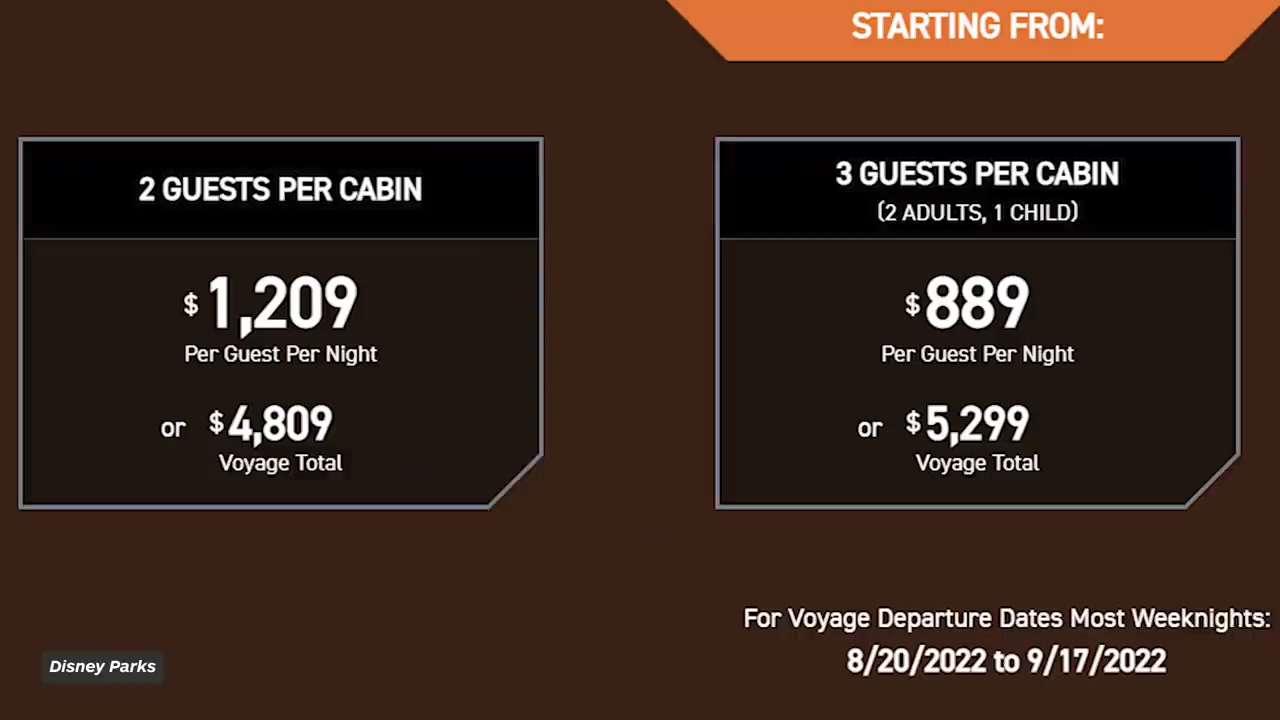 STARTING FROM:
2 GUESTS PER CABIN
$1,209
Per Guest Per Night
or $4,809
Voyage Total
3 GUESTS PER CABIN
(2 ADULTS, 1 CHILD)
$889
Per Guest Per Night
or $5,299
Voyage Total
For Voyage Departure Dates Most Weeknights:
8/20/2022 to 9/17/2022
Disney Parks